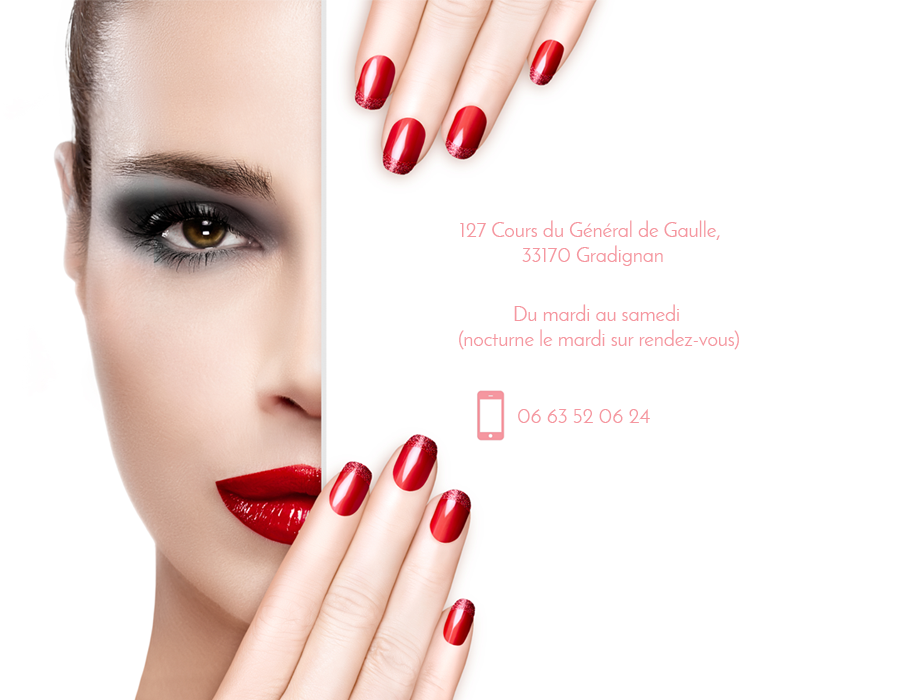 127 Cours du Général de Gaulle,
33170 Gradignan
Du mardi au samedi
(nocturne le mardi sur rendez-vous)
06 63 52 06 24